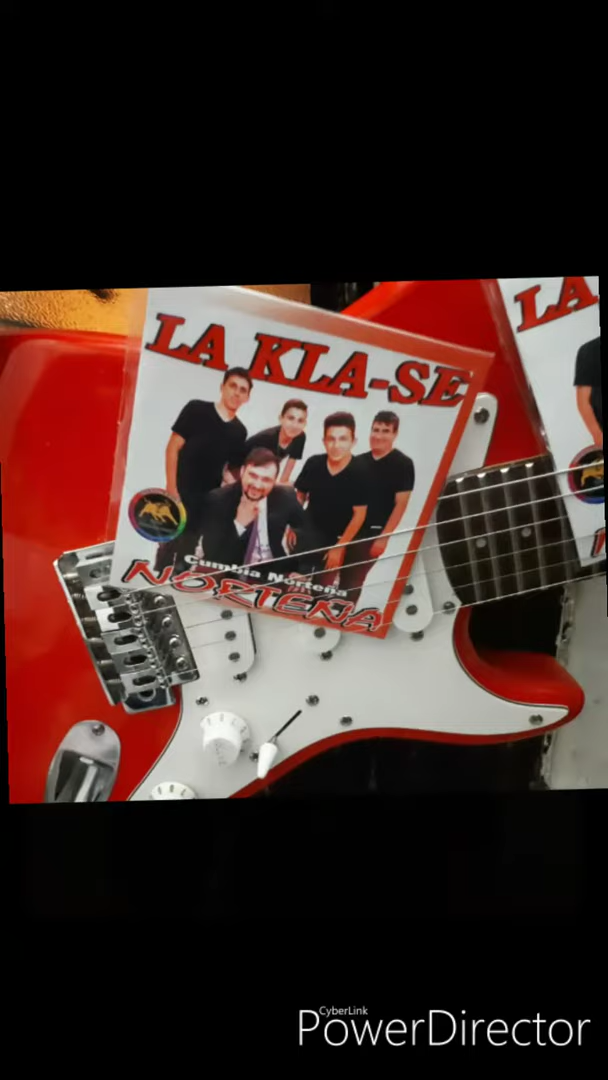 LA KLA-SE
LA
Cumbia Norteña
NORTEÑA
CyberLink
PowerDirector